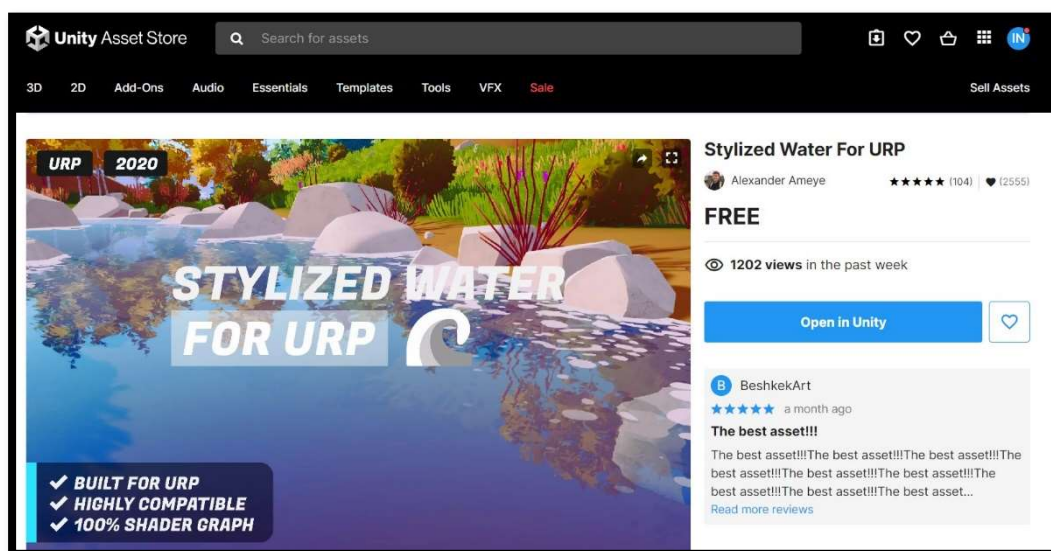 Unity Asset Store
Search for assets
IN
3D 2D Add-Ons Audio Essentials Templates Tools VFX Sale Sell Assets
URP 2020
STYLIZED WATER
FOR URP
✔ BUILT FOR URP
✔ HIGHLY COMPATIBLE
✔ 100% SHADER GRAPH
Stylized Water For URP
Alexander Ameye ★★★★★ (104) | ♥ (2555)
FREE
1202 views in the past week
Open in Unity
B BeshkekArt
★★★★★ a month ago
The best asset!!!
The best asset!!!The best asset!!!The best asset!!!The
best asset!!!The best asset!!!The best asset!!!The
best asset!!!The best asset!!!The best asset...
Read more reviews